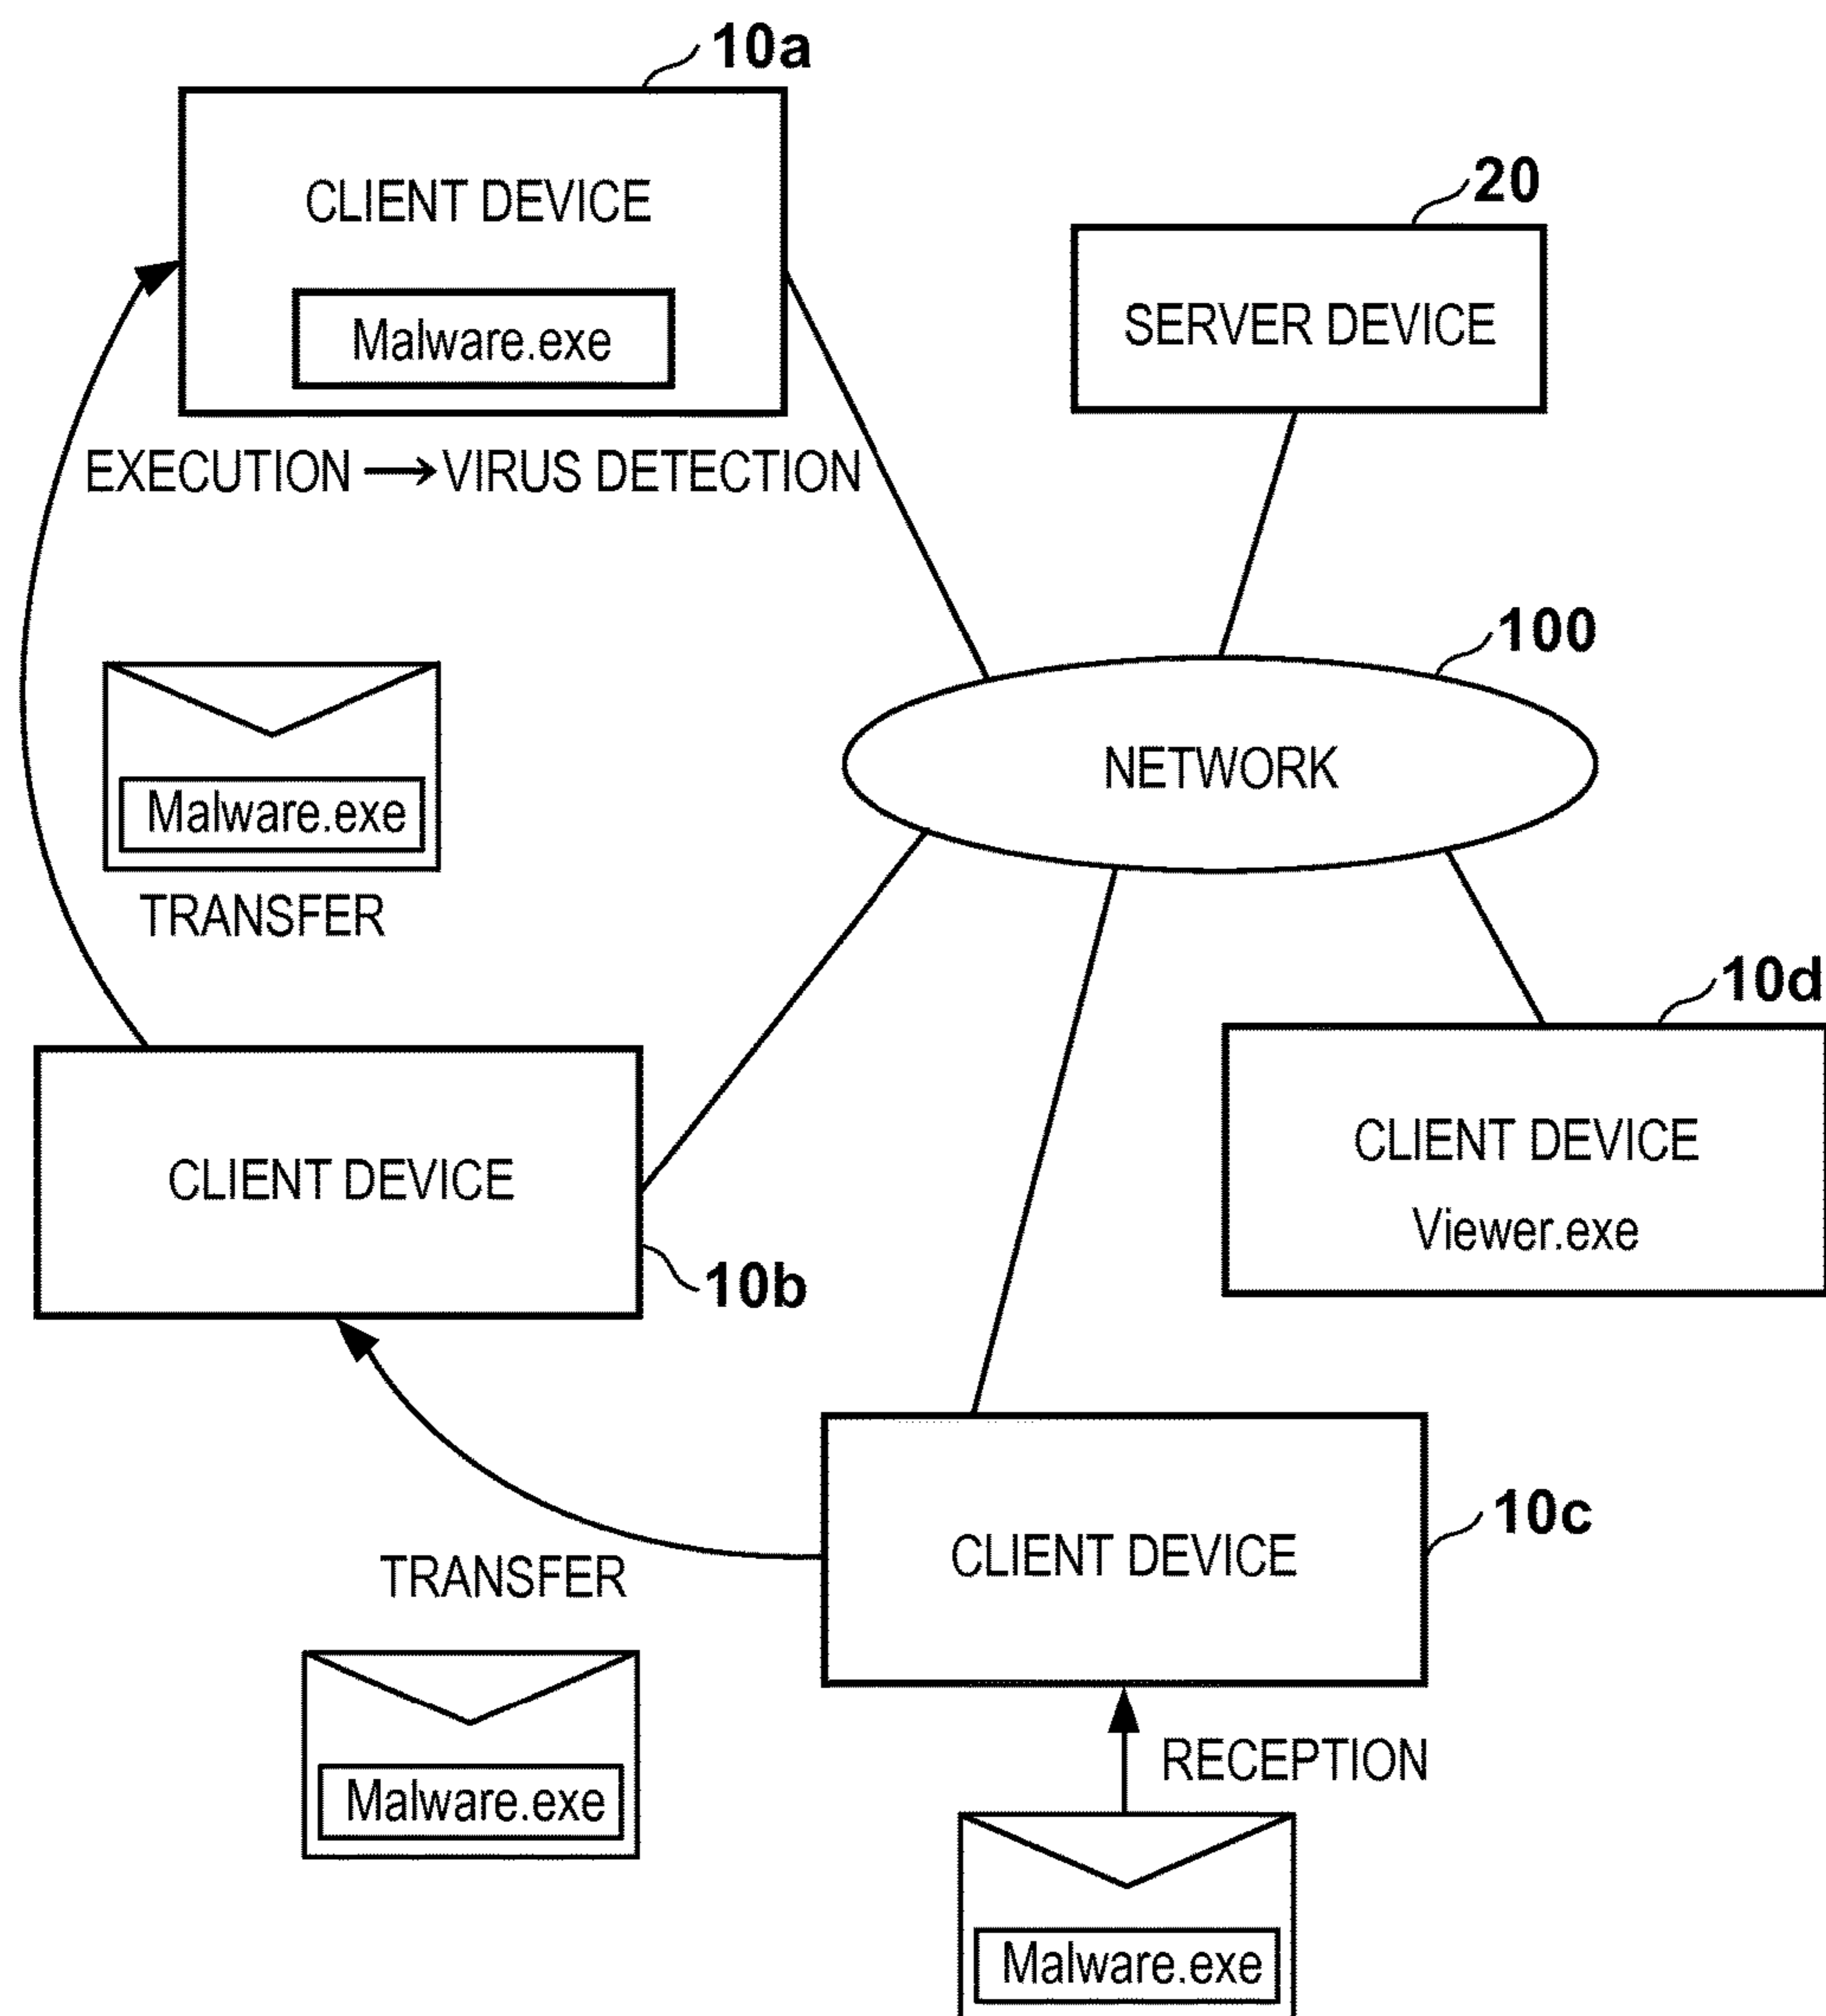 10a
CLIENT DEVICE
Malware.exe
EXECUTION → VIRUS DETECTION
20
SERVER DEVICE
100
NETWORK
Malware.exe
TRANSFER
10d
CLIENT DEVICE
Viewer.exe
CLIENT DEVICE
10b
10c
CLIENT DEVICE
TRANSFER
Malware.exe
RECEPTION
Malware.exe